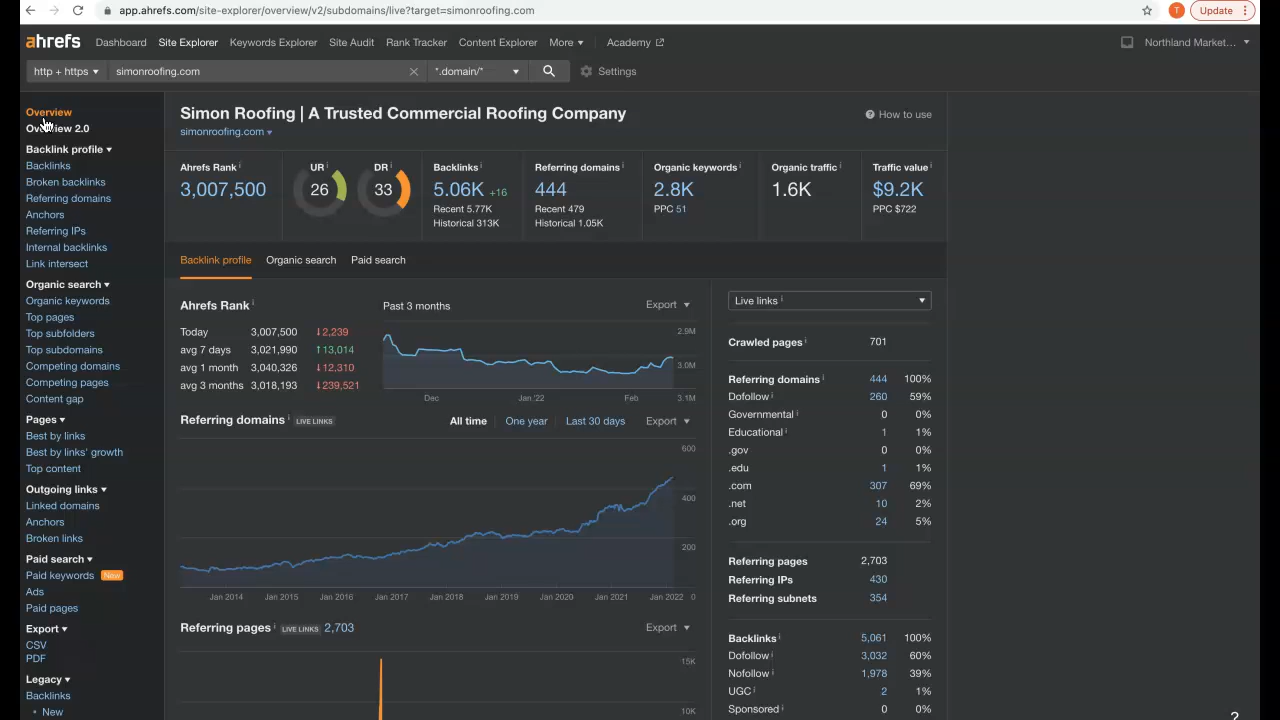 app.ahrefs.com/site-explorer/overview/v2/subdomains/live?target=simonroofing.com
T
Update
ahrefs
Dashboard Site Explorer Keywords Explorer Site Audit Rank Tracker Content Explorer More Academy
Northland Market...
http + https simonroofing.com *.domain/* Settings
Overview
Overview 2.0
Backlink profile
Backlinks
Broken backlinks
Referring domains
Anchors
Referring IPs
Internal backlinks
Link intersect
Organic search
Organic keywords
Top pages
Top subfolders
Top subdomains
Competing domains
Competing pages
Content gap
Pages
Best by links
Best by links' growth
Top content
Outgoing links
Linked domains
Anchors
Broken links
Paid search
Paid keywords New
Ads
Paid pages
Export
CSV
PDF
Legacy
Backlinks
• New
Simon Roofing | A Trusted Commercial Roofing Company
How to use
simonroofing.com
Ahrefs Rank
3,007,500
UR
26
DR
33
Backlinks
5.06K +16
Recent 5.77K
Historical 313K
Referring domains
444
Recent 479
Historical 1.05K
Organic keywords
2.8K
PPC 51
Organic traffic
1.6K
Traffic value
$9.2K
PPC $722
Backlink profile Organic search Paid search
Ahrefs Rank Past 3 months Export
Today 3,007,500 ↓2,239
avg 7 days 3,021,990 ↑13,014
avg 1 month 3,040,326 ↓12,310
avg 3 months 3,018,193 ↓239,521
2.9M
3.0M
3.1M
Dec Jan '22 Feb
Referring domains LIVE LINKS All time One year Last 30 days Export
600
400
200
0
Jan 2014 Jan 2015 Jan 2016 Jan 2017 Jan 2018 Jan 2019 Jan 2020 Jan 2021 Jan 2022
Referring pages LIVE LINKS 2,703 Export
15K
10K
Live links
Crawled pages 701
Referring domains 444 100%
Dofollow 260 59%
Governmental 0 0%
Educational 1 1%
.gov 0 0%
.edu 1 1%
.com 307 69%
.net 10 2%
.org 24 5%
Referring pages 2,703
Referring IPs 430
Referring subnets 354
Backlinks 5,061 100%
Dofollow 3,032 60%
Nofollow 1,978 39%
UGC 2 1%
Sponsored 0 0%
?